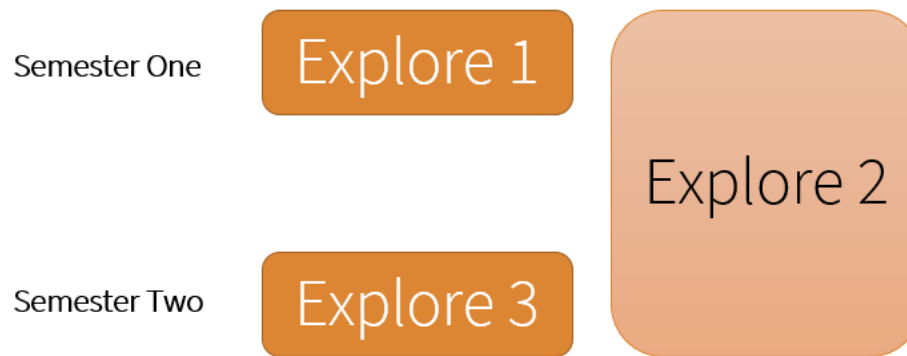 Semester One
Explore 1
Explore 2
Semester Two
Explore 3